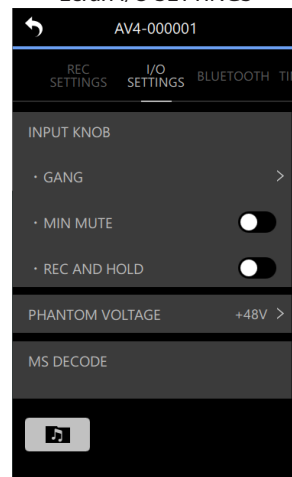 AV4-000001
REC
SETTINGS
I/O
SETTINGS
BLUETOOTH
INPUT KNOB
・GANG >
・MIN MUTE
・REC AND HOLD
PHANTOM VOLTAGE +48V >
MS DECODE